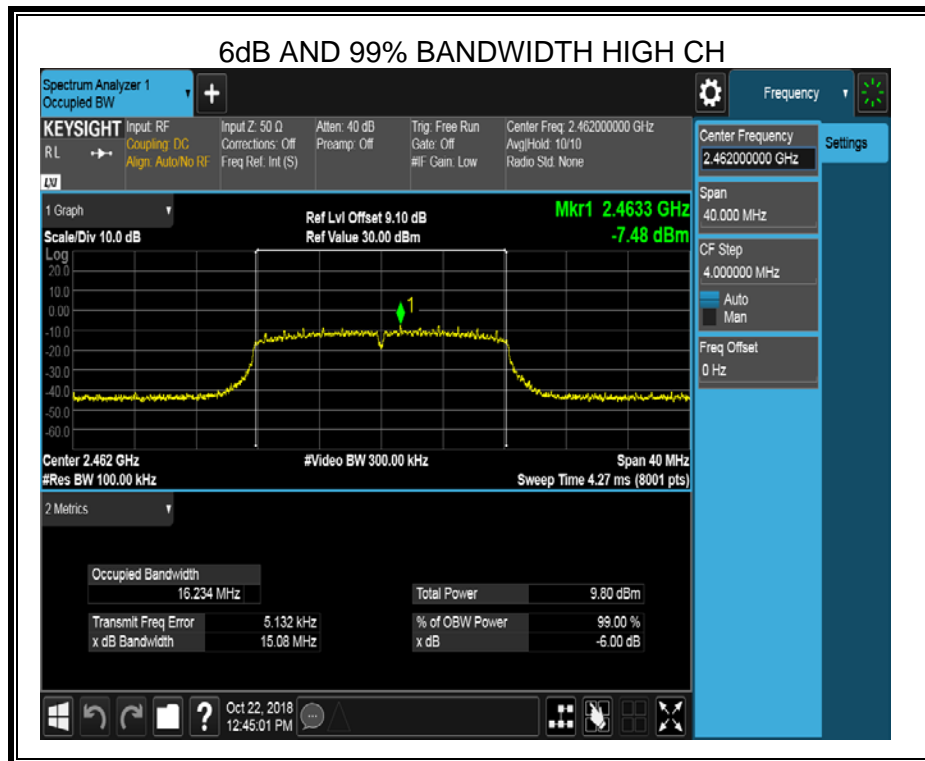 6dB AND 99% BANDWIDTH HIGH CH
Spectrum Analyzer 1
Occupied BW
Frequency
KEYSIGHT
RL
LXI
Input: RF
Coupling: DC
Align: Auto/No RF
Input Z: 50 Ω
Corrections: Off
Freq Ref: Int (S)
Atten: 40 dB
Preamp: Off
Trig: Free Run
Gate: Off
#IF Gain: Low
Center Freq: 2.462000000 GHz
Avg|Hold: 10/10
Radio Std: None
Center Frequency
2.462000000 GHz
Settings
Span
40.000 MHz
CF Step
4.000000 MHz
Auto
Man
Freq Offset
0 Hz
1 Graph
Scale/Div 10.0 dB
Ref Lvl Offset 9.10 dB
Ref Value 30.00 dBm
Mkr1 2.4633 GHz
-7.48 dBm
Log
20.0
10.0
0.00
-10.0
-20.0
-30.0
-40.0
-50.0
-60.0
1
Center 2.462 GHz
#Video BW 300.00 kHz
Span 40 MHz
#Res BW 100.00 kHz
Sweep Time 4.27 ms (8001 pts)
2 Metrics
Occupied Bandwidth
16.234 MHz
Total Power 9.80 dBm
Transmit Freq Error 5.132 kHz
% of OBW Power 99.00 %
x dB Bandwidth 15.08 MHz
x dB -6.00 dB
?
Oct 22, 2018
12:45:01 PM